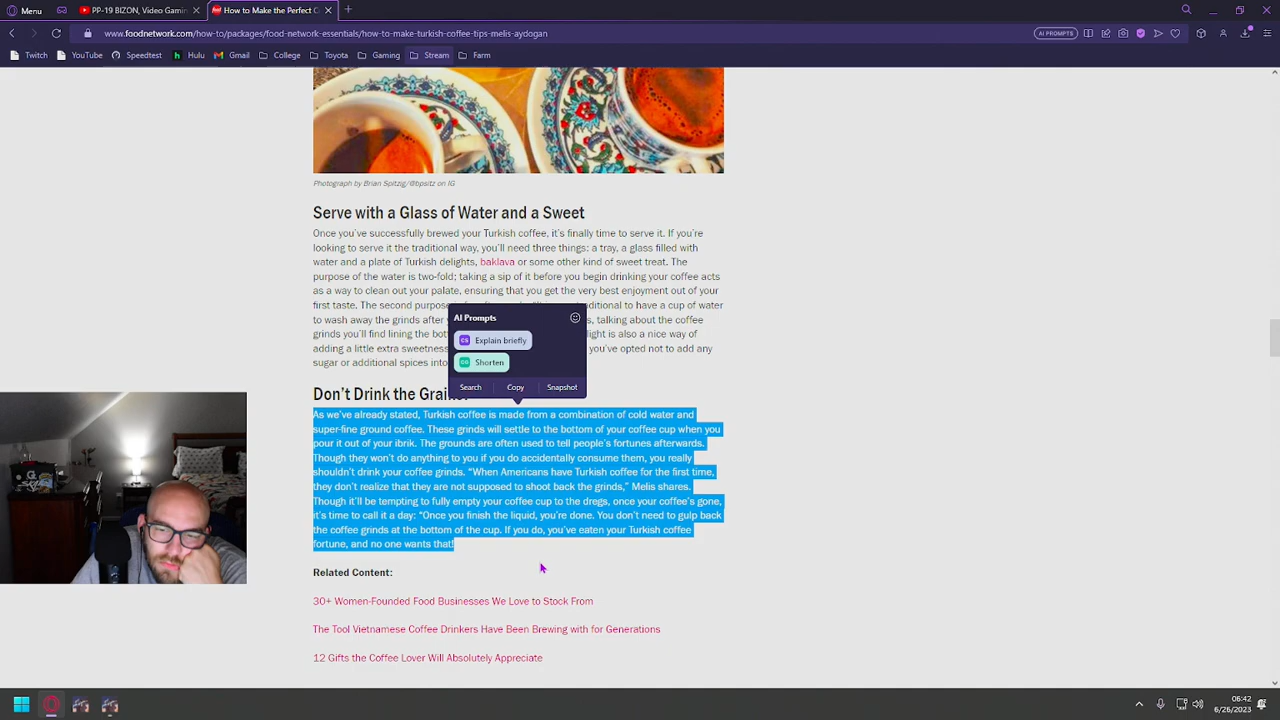 Menu
PP-19 BIZON, Video Gamin
How to Make the Perfect C
www.foodnetwork.com/how-to/packages/food-network-essentials/how-to-make-turkish-coffee-tips-melis-aydogan
AI PROMPTS
Twitch
YouTube
Speedtest
Hulu
Gmail
College
Toyota
Gaming
Stream
Farm
Photograph by Brian Spitzig/@bpsitz on IG
Serve with a Glass of Water and a Sweet
Once you've successfully brewed your Turkish coffee, it's finally time to serve it. If you're
looking to serve it the traditional way, you'll need three things: a tray, a glass filled with
water and a plate of Turkish delights, baklava or some other kind of sweet treat. The
purpose of the water is two-fold; taking a sip of it before you begin drinking your coffee acts
as a way to clean out your palate, ensuring that you get the very best enjoyment out of your
first taste. The second purpose
ditional to have a cup of water
to wash away the grinds after
, talking about the coffee
grinds you'll find lining the bot
light is also a nice way of
adding a little extra sweetness
you've opted not to add any
sugar or additional spices into
AI Prompts
Explain briefly
Shorten
Search
Copy
Snapshot
Don't Drink the Grains!
As we've already stated, Turkish coffee is made from a combination of cold water and
super-fine ground coffee. These grinds will settle to the bottom of your coffee cup when you
pour it out of your ibrik. The grounds are often used to tell people's fortunes afterwards.
Though they won't do anything to you if you do accidentally consume them, you really
shouldn't drink your coffee grinds. “When Americans have Turkish coffee for the first time,
they don't realize that they are not supposed to shoot back the grinds,” Melis shares.
Though it'll be tempting to fully empty your coffee cup to the dregs, once your coffee's gone,
it's time to call it a day: “Once you finish the liquid, you're done. You don't need to gulp back
the coffee grinds at the bottom of the cup. If you do, you've eaten your Turkish coffee
fortune, and no one wants that!
Related Content:
30+ Women-Founded Food Businesses We Love to Stock From
The Tool Vietnamese Coffee Drinkers Have Been Brewing with for Generations
12 Gifts the Coffee Lover Will Absolutely Appreciate
06:42
6/26/2023